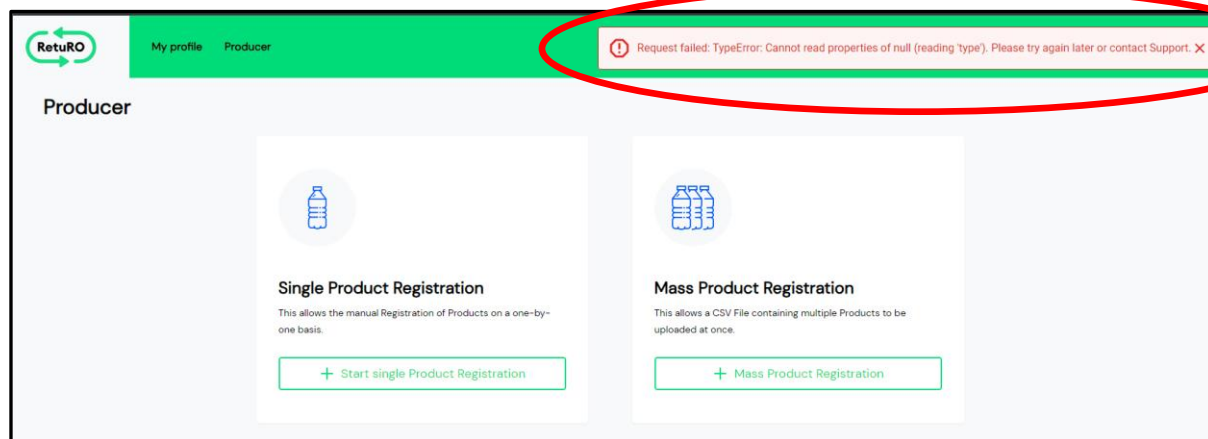 RetuRO
My profile Producer
Request failed: TypeError: Cannot read properties of null (reading 'type'). Please try again later or contact Support.
Producer
Single Product Registration
This allows the manual Registration of Products on a one-by-
one basis.
+ Start single Product Registration
Mass Product Registration
This allows a CSV File containing multiple Products to be
uploaded at once.
+ Mass Product Registration